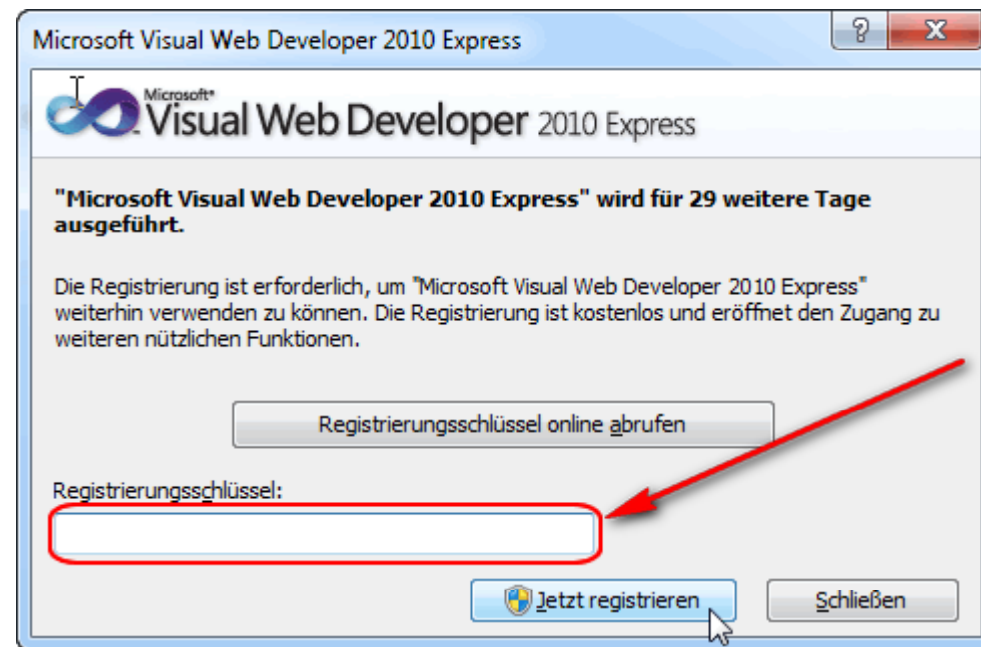 Microsoft Visual Web Developer 2010 Express
Microsoft®
Visual Web Developer 2010 Express
"Microsoft Visual Web Developer 2010 Express" wird für 29 weitere Tage
ausgeführt.
Die Registrierung ist erforderlich, um "Microsoft Visual Web Developer 2010 Express"
weiterhin verwenden zu können. Die Registrierung ist kostenlos und eröffnet den Zugang zu
weiteren nützlichen Funktionen.
Registrierungsschlüssel online abrufen
Registrierungsschlüssel:
Jetzt registrieren
Schließen